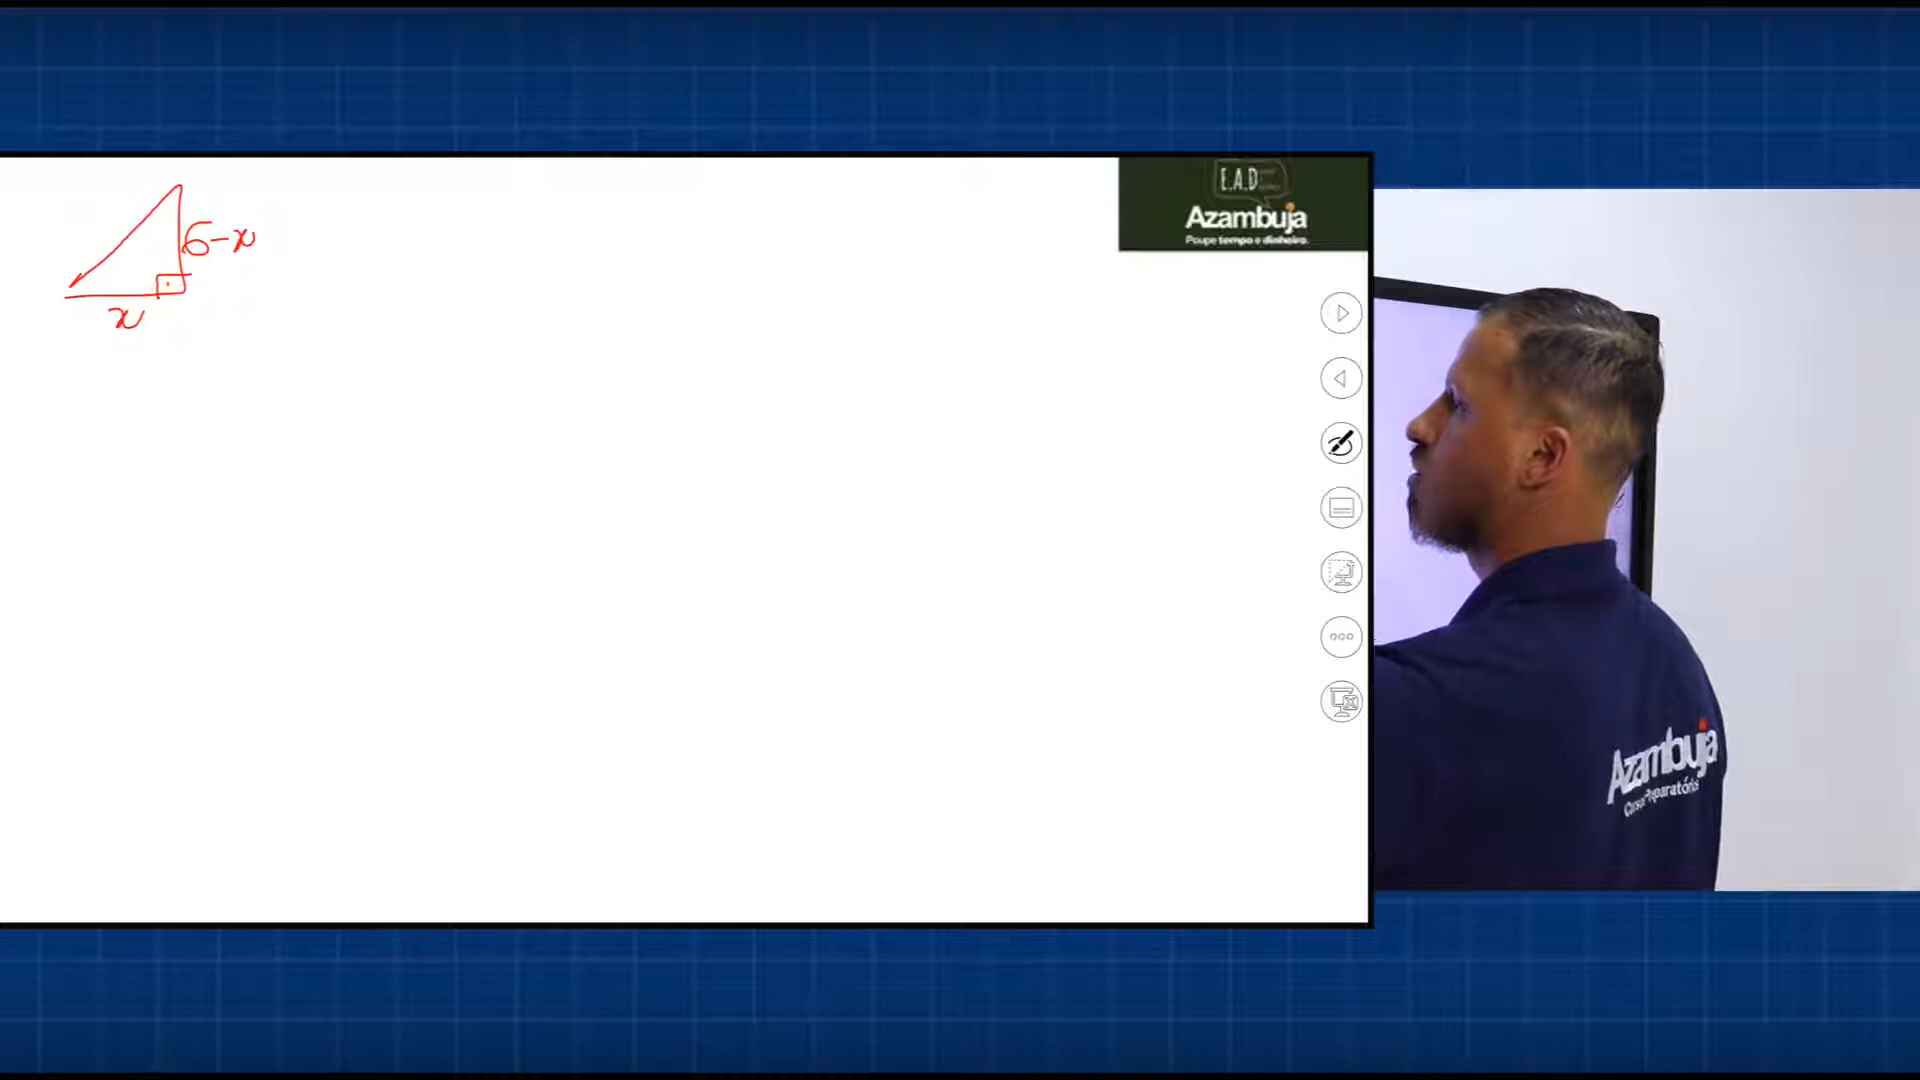 E.A.D
Azambuja
Poupe tempo e dinheiro.
6-x
x
Azambuja
Curso Preparatório